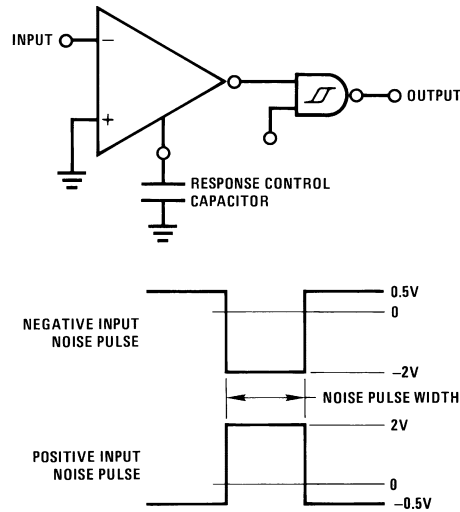 INPUT
−
+
OUTPUT
RESPONSE CONTROL
CAPACITOR
0.5V
0
NEGATIVE INPUT
NOISE PULSE
−2V
NOISE PULSE WIDTH
2V
POSITIVE INPUT
NOISE PULSE
0
−0.5V